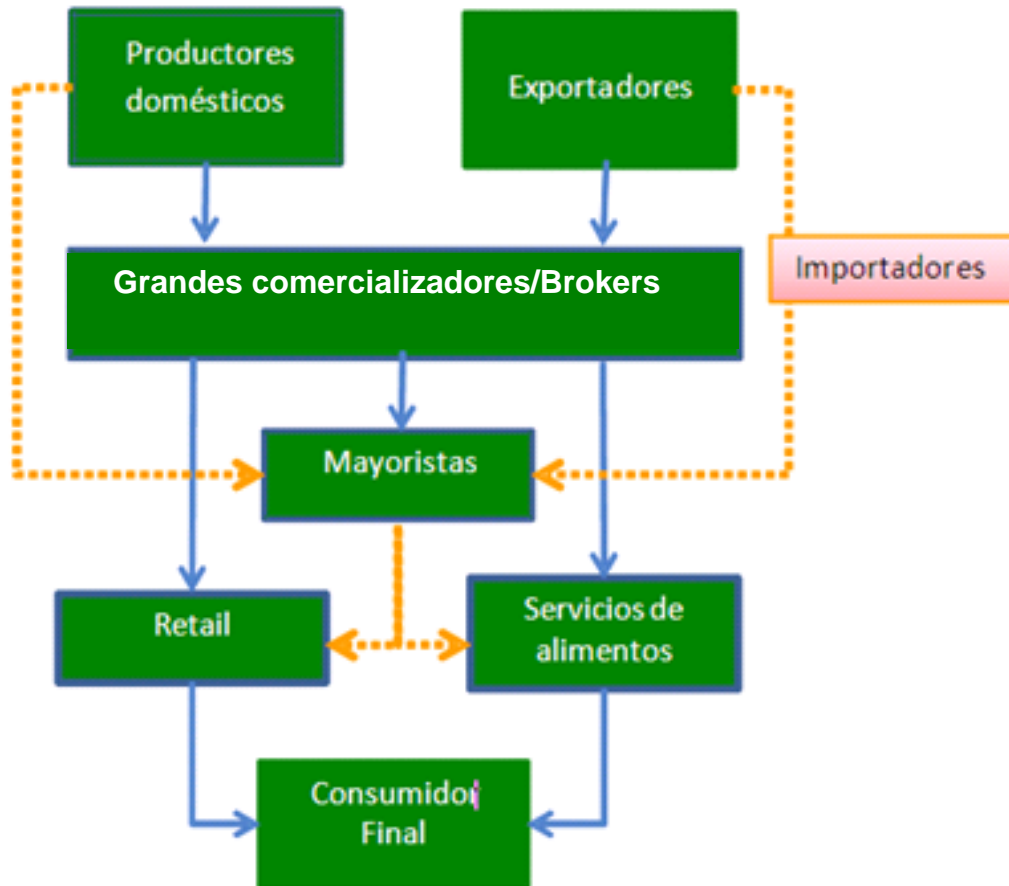 Productores
domésticos
Exportadores
Grandes comercializadores/Brokers
Importadores
Mayoristas
Retail
Servicios de
alimentos
Consumidor
Final